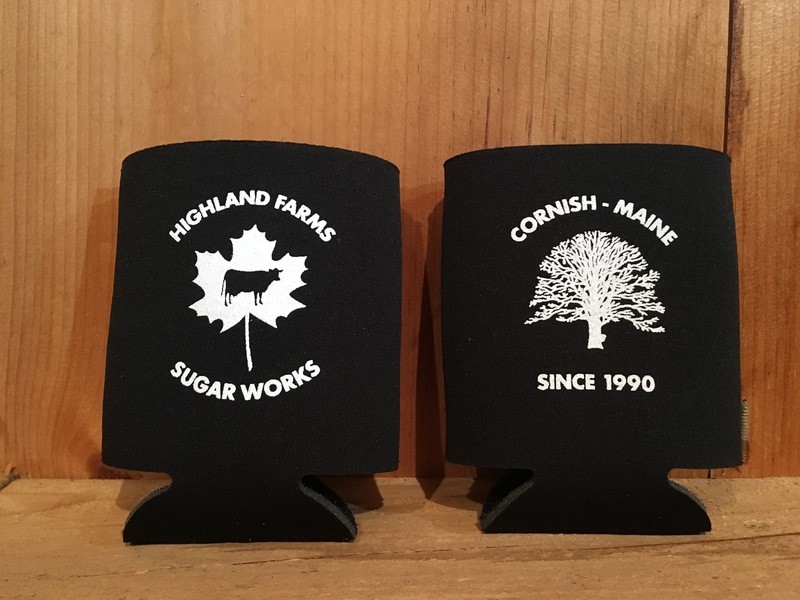 HIGHLAND FARMS
SUGAR WORKS
CORNISH - MAINE
SINCE 1990